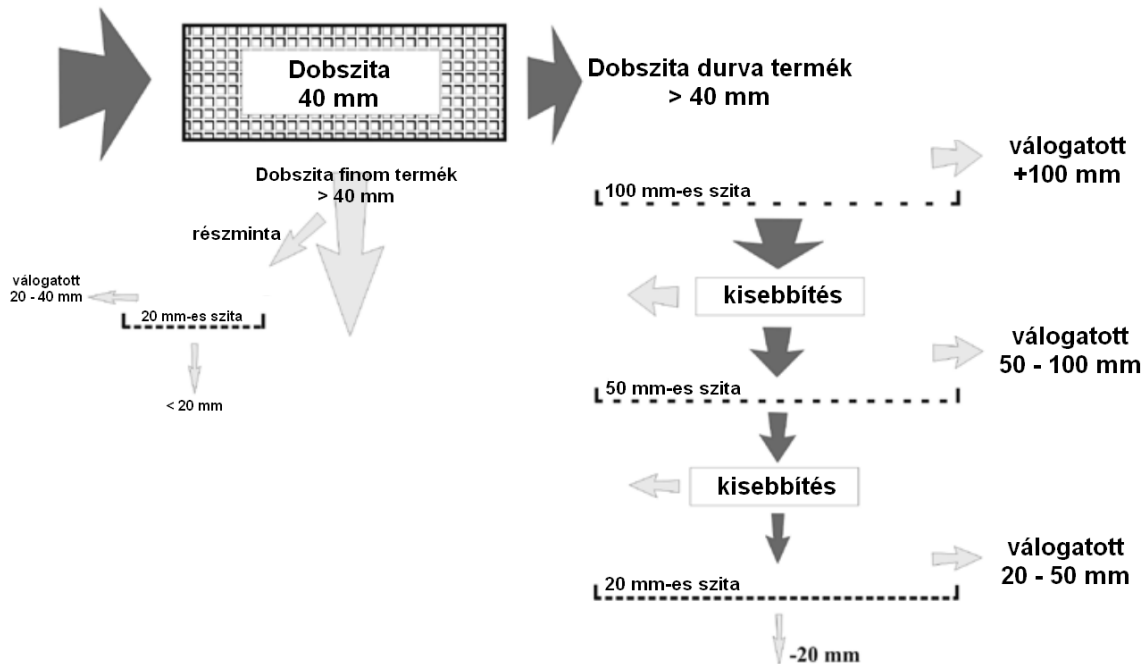 Dobszita
40 mm
Dobszita durva termék
> 40 mm
Dobszita finom termék
> 40 mm
részminta
válogatott
20 - 40 mm
20 mm-es szita
< 20 mm
100 mm-es szita
válogatott
+100 mm
kisebbítés
50 mm-es szita
válogatott
50 - 100 mm
kisebbítés
20 mm-es szita
válogatott
20 - 50 mm
-20 mm